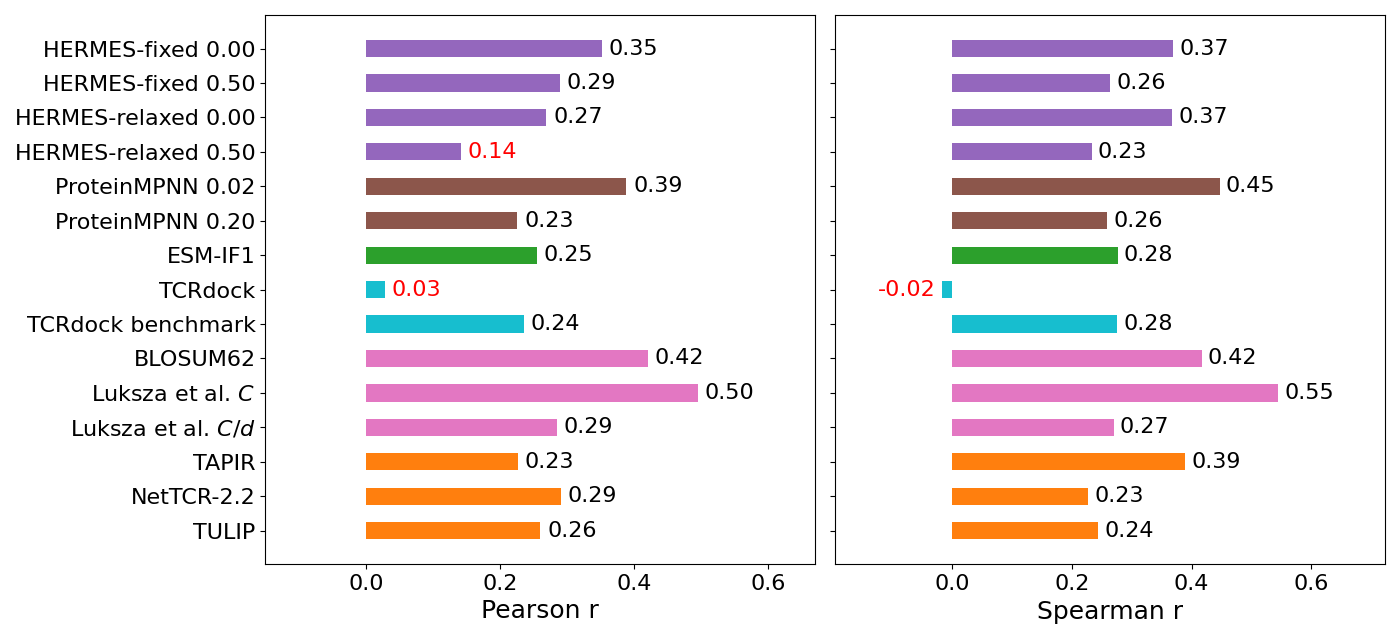 HERMES-fixed 0.00 0.35 0.37
HERMES-fixed 0.50 0.29 0.26
HERMES-relaxed 0.00 0.27 0.37
HERMES-relaxed 0.50 0.14 0.23
ProteinMPNN 0.02 0.39 0.45
ProteinMPNN 0.20 0.23 0.26
ESM-IF1 0.25 0.28
TCRdock 0.03 -0.02
TCRdock benchmark 0.24 0.28
BLOSUM62 0.42 0.42
Luksza et al. C 0.50 0.55
Luksza et al. C/d 0.29 0.27
TAPIR 0.23 0.39
NetTCR-2.2 0.29 0.23
TULIP 0.26 0.24
0.0 0.2 0.4 0.6 0.0 0.2 0.4 0.6
Pearson r Spearman r